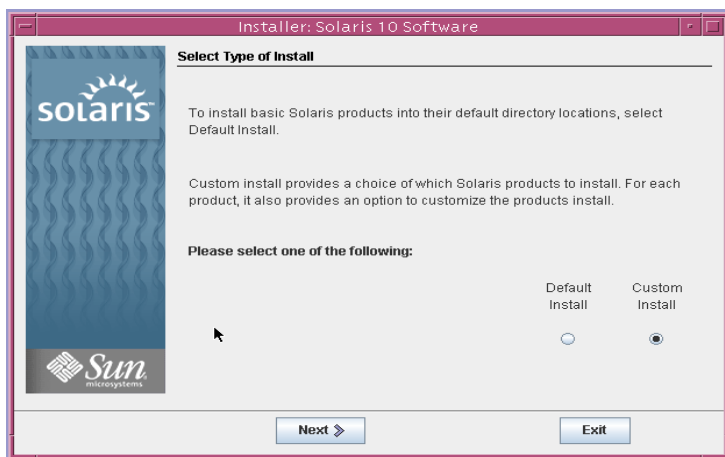 Installer: Solaris 10 Software
Select Type of Install
solaris™
To install basic Solaris products into their default directory locations, select
Default Install.
Custom install provides a choice of which Solaris products to install. For each
product, it also provides an option to customize the products install.
Please select one of the following:
Default Install
Custom Install
Sun
microsystems
Next
Exit